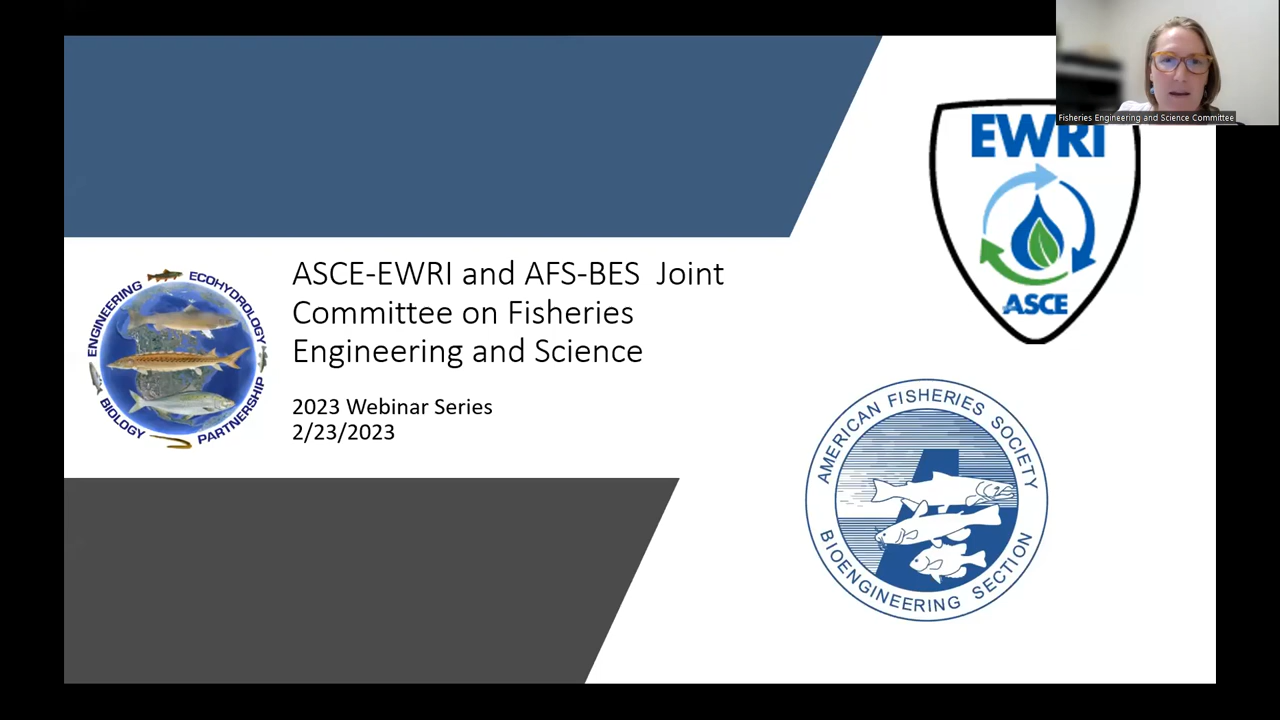 Fisheries Engineering and Science Committee
EWRI
ASCE
ENGINEERING
ECOHYDROLOGY
BIOLOGY
PARTNERSHIP
ASCE-EWRI and AFS-BES Joint
Committee on Fisheries
Engineering and Science
2023 Webinar Series
2/23/2023
AMERICAN FISHERIES SOCIETY
BIOENGINEERING SECTION